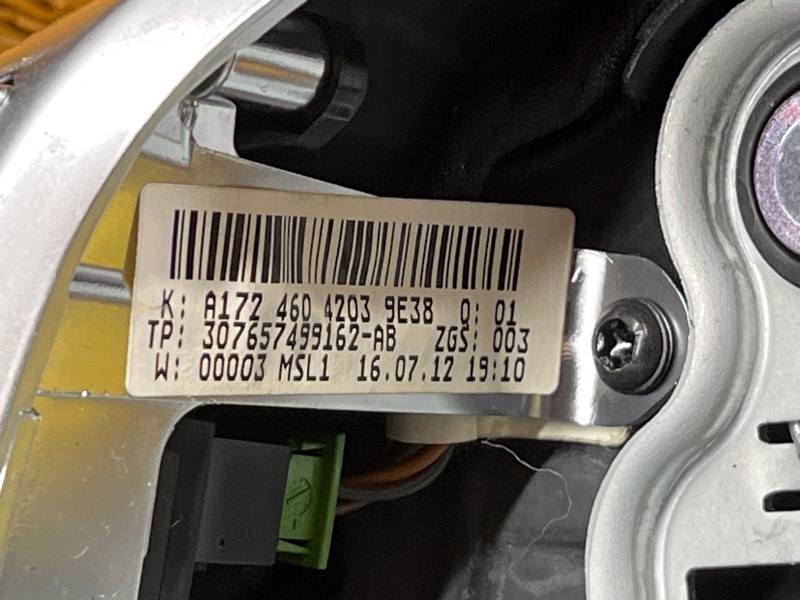 K: A172 460 4203 9E38 Q: 01
TP: 307657499162-AB ZGS: 003
W: 00003 MSL1 16.07.12 19:10